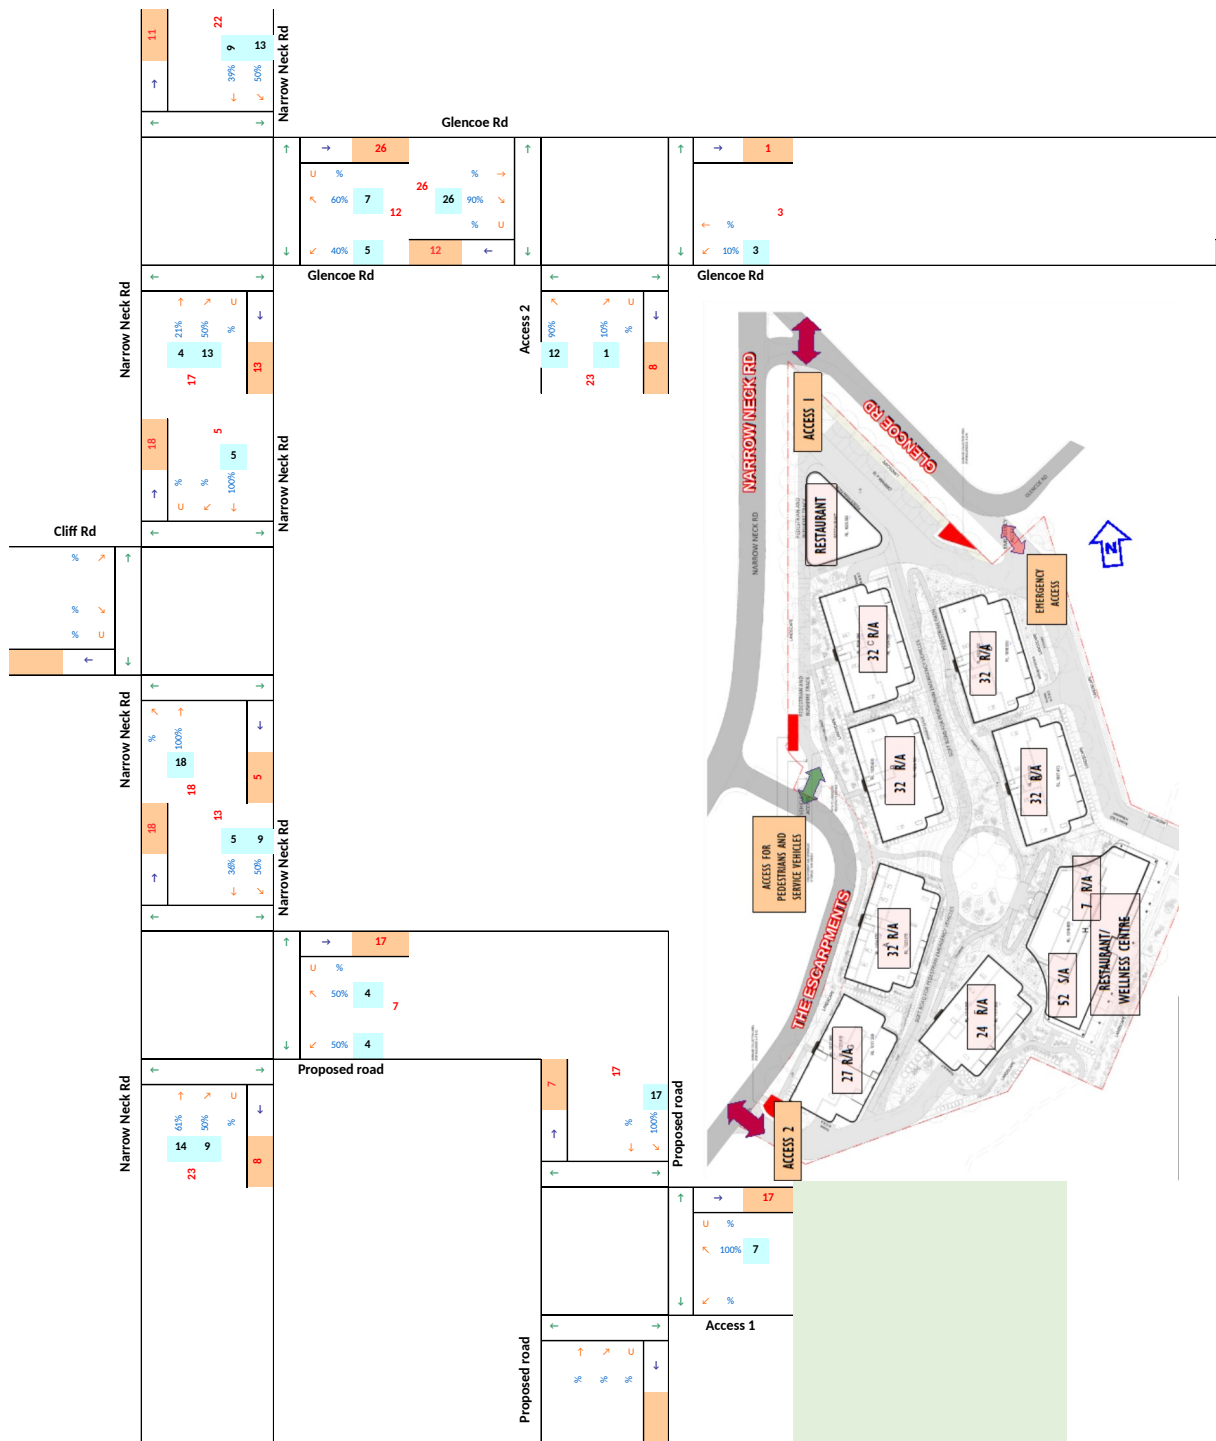 11
22
9
13
39%
50%
Narrow Neck Rd
Glencoe Rd
26
1
U
%
%
60%
7
26
12
26
90%
%
3
%
40%
5
12
10%
3
Glencoe Rd
Glencoe Rd
Narrow Neck Rd
U
21%
50%
%
4
13
17
13
Access 2
U
90%
10%
%
12
1
23
8
18
5
5
%
%
100%
U
Narrow Neck Rd
Cliff Rd
%
%
%
U
Narrow Neck Rd
%
100%
18
18
5
18
13
5
9
36%
50%
Narrow Neck Rd
17
U
%
50%
4
7
50%
4
Proposed road
Narrow Neck Rd
U
61%
50%
%
14
9
23
8
7
17
17
%
100%
Proposed road
17
U
%
100%
7
%
Access 1
Proposed road
U
%
%
%
NARROW NECK RD
NARROW NECK RD
GLENCOE RD
GLENCOE RD
ACCESS 1
RESTAURANT
N
EMERGENCY
ACCESS
32 R/A
32 R/A
32 R/A
32 R/A
ACCESS FOR
PEDESTRIANS AND
SERVICE VEHICLES
THE ESCARPMENTS
32 R/A
7 R/A
52 S/A
RESTAURANT/
WELLNESS CENTRE
24 R/A
27 R/A
ACCESS 2